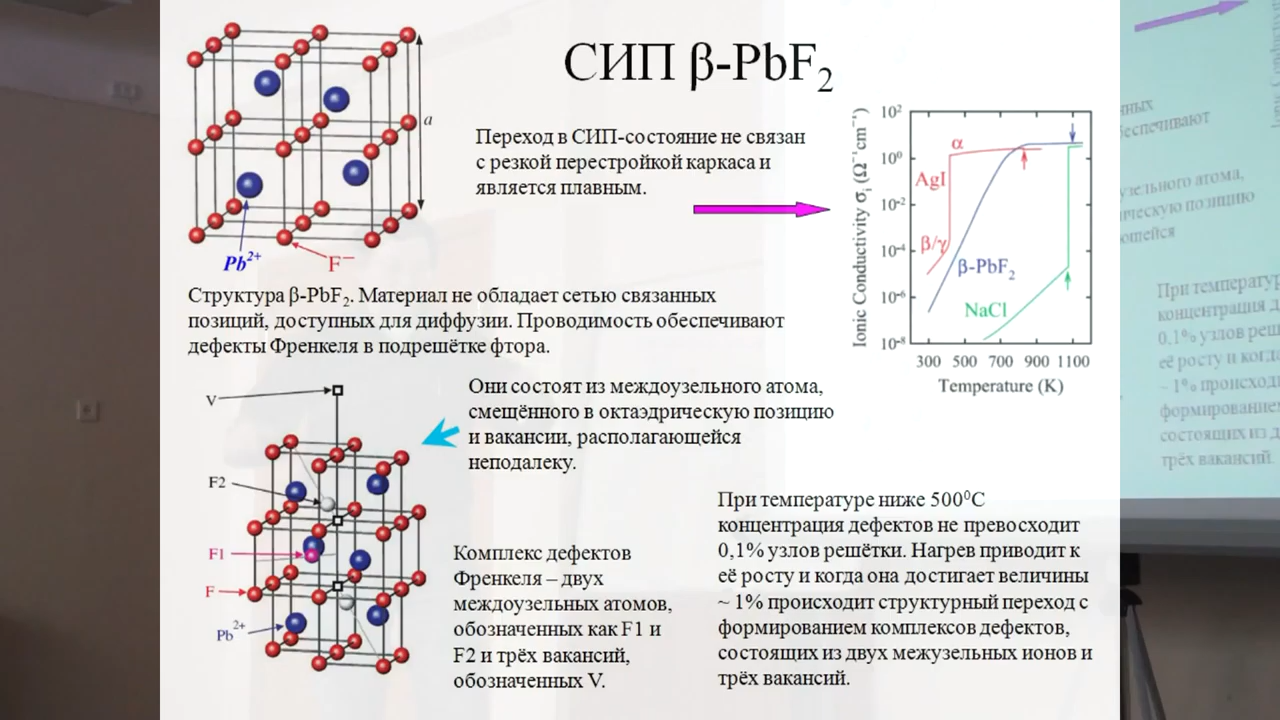 СИП β-PbF₂
a
Pb²⁺
F⁻
Переход в СИП-состояние не связан
с резкой перестройкой каркаса и
является плавным.
Ionic Conductivity σᵢ (Ω⁻¹cm⁻¹)
10²
10⁰
10⁻²
10⁻⁴
10⁻⁶
10⁻⁸
α
AgI
β/γ
β-PbF₂
NaCl
300 500 700 900 1100
Temperature (K)
Структура β-PbF₂. Материал не обладает сетью связанных
позиций, доступных для диффузии. Проводимость обеспечивают
дефекты Френкеля в подрешётке фтора.
V
F2
F1
F
Pb²⁺
Они состоят из междоузельного атома,
смещённого в октаэдрическую позицию
и вакансии, располагающейся
неподалеку.
Комплекс дефектов
Френкеля – двух
междоузельных атомов,
обозначенных как F1 и
F2 и трёх вакансий,
обозначенных V.
При температуре ниже 500⁰С
концентрация дефектов не превосходит
0,1% узлов решётки. Нагрев приводит к
её росту и когда она достигает величины
~ 1% происходит структурный переход с
формированием комплексов дефектов,
состоящих из двух межузельных ионов и
трёх вакансий.
трёх вакансий.